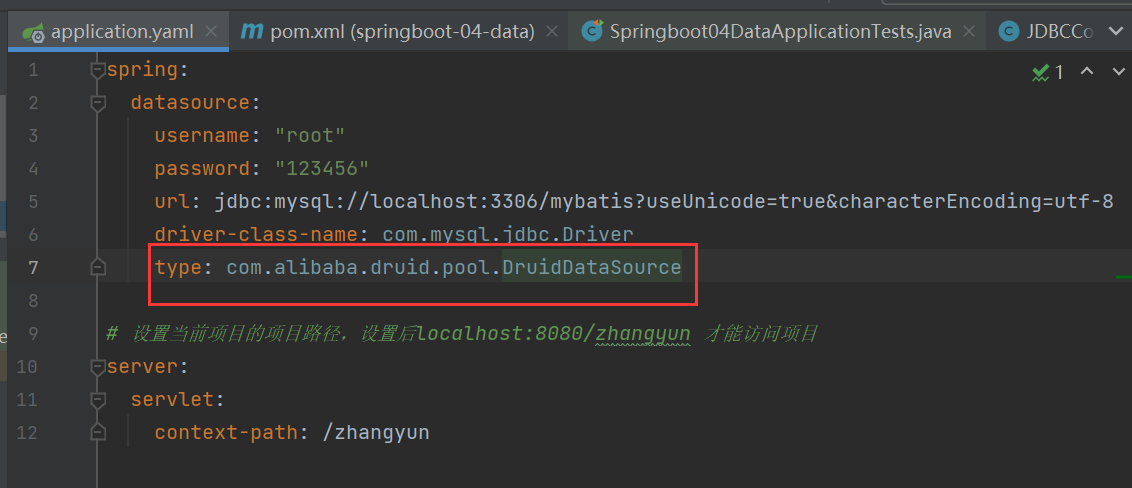 application.yaml pom.xml (springboot-04-data) Springboot04DataApplicationTests.java
1 spring: 1
2 datasource:
3 username: "root"
4 password: "123456"
5 url: jdbc:mysql://localhost:3306/mybatis?useUnicode=true&characterEncoding=utf-8
6 driver-class-name: com.mysql.jdbc.Driver
7 type: com.alibaba.druid.pool.DruidDataSource
8
9 # 设置当前项目的项目路径，设置后localhost:8080/zhangyun 才能访问项目
10 server:
11 servlet:
12 context-path: /zhangyun